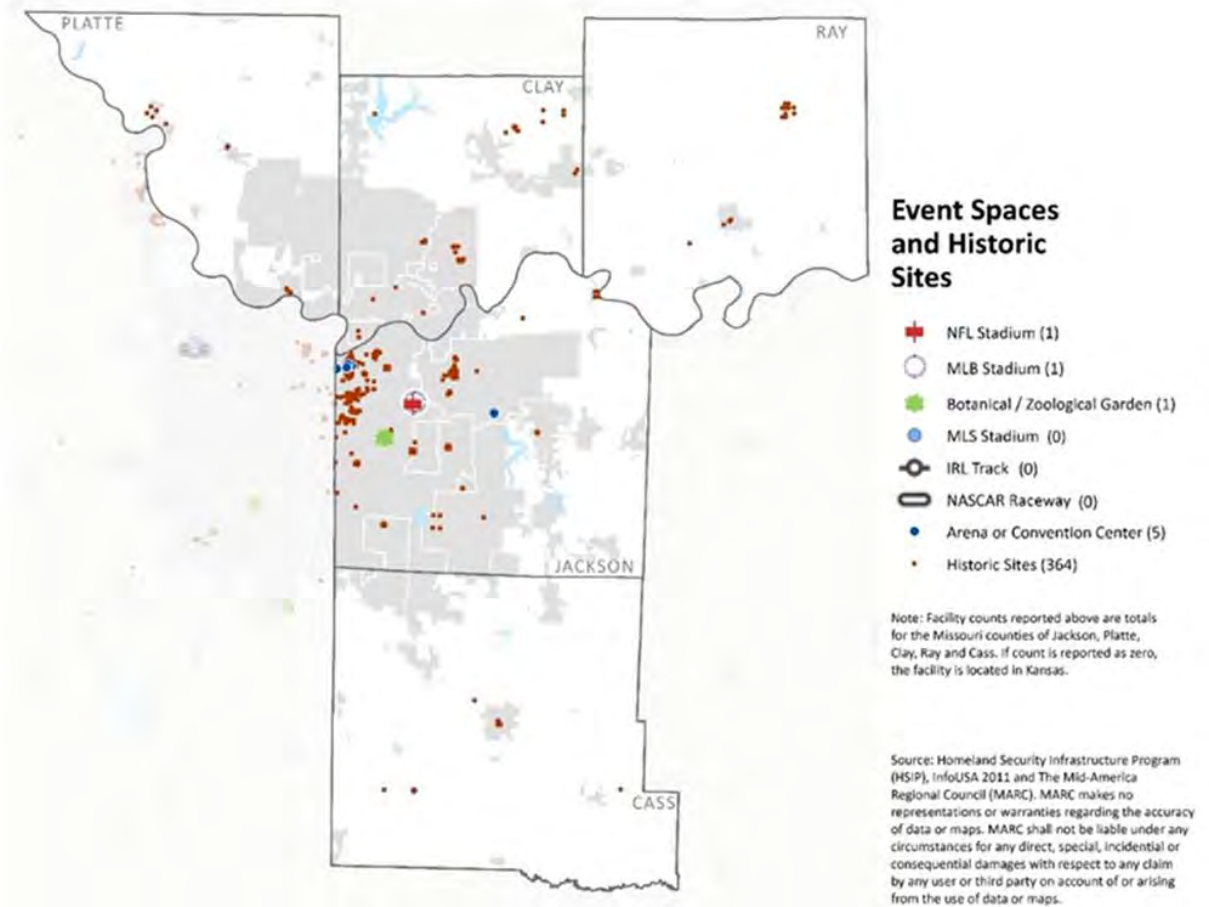 PLATTE
RAY
CLAY
Event Spaces
and Historic
Sites
NFL Stadium (1)
MLB Stadium (1)
Botanical / Zoological Garden (1)
MLS Stadium (0)
IRL Track (0)
NASCAR Raceway (0)
Arena or Convention Center (5)
Historic Sites (364)
JACKSON
Note: Facility counts reported above are totals
for the Missouri counties of Jackson, Platte,
Clay, Ray and Cass. If count is reported as zero,
the facility is located in Kansas.
Source: Homeland Security Infrastructure Program
(HSIP), InfoUSA 2011 and The Mid-America
Regional Council (MARC). MARC makes no
representations or warranties regarding the accuracy
of data or maps. MARC shall not be liable under any
circumstances for any direct, special, incidental or
consequential damages with respect to any claim
by any user or third party on account of or arising
from the use of data or maps.
CASS